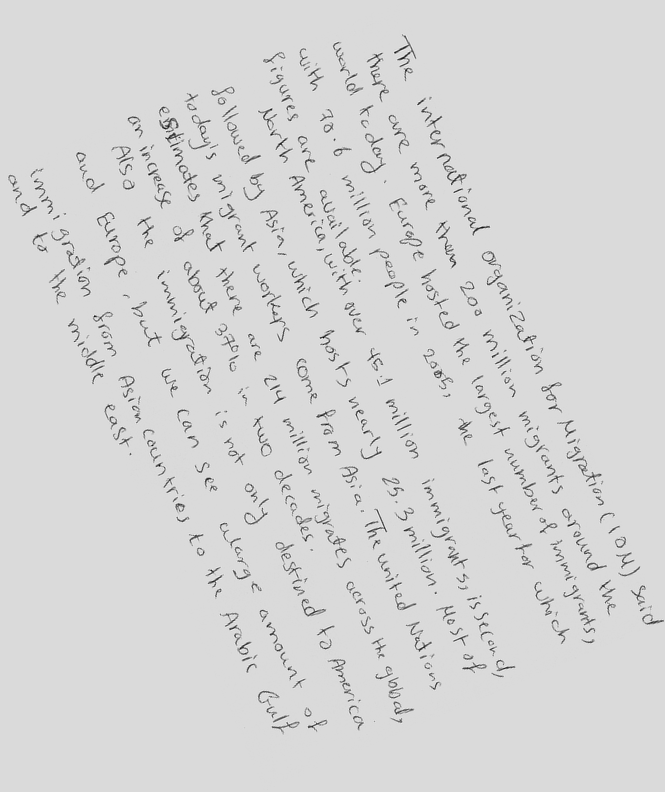 The international organization for Migration (IOM) said
there are more than 200 million migrants around the
world today. Europe hosted the largest number of immigrants,
with 70.6 million people in 2005, the last year for which
figures are available.
North America, with over 45.1 million immigrants, is second,
followed by Asia, which hosts nearly 25.3 million. Most of
today's migrant workers come from Asia. The united Nations
estimates that there are 214 million migrates across the global,
an increase of about 37% in two decades.
Also the immigration is not only destined to America
and Europe, but we can see alarge amount of
immigration from Asian countries to the Arabic Gulf
and to the middle east.